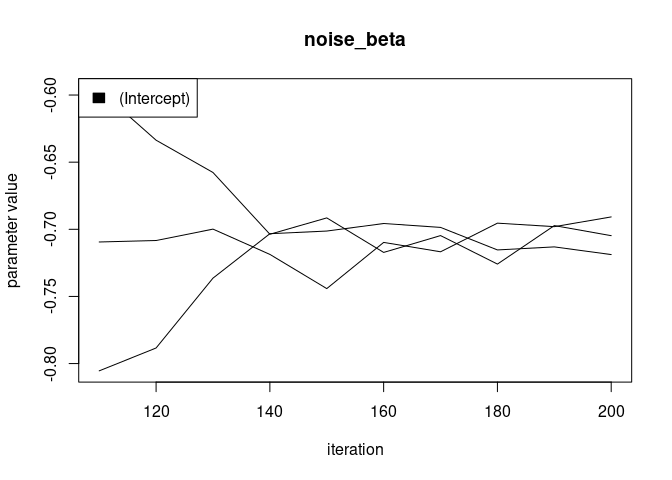 noise_beta
(Intercept)
-0.60
-0.65
-0.70
-0.75
-0.80
parameter value
120 140 160 180 200
iteration